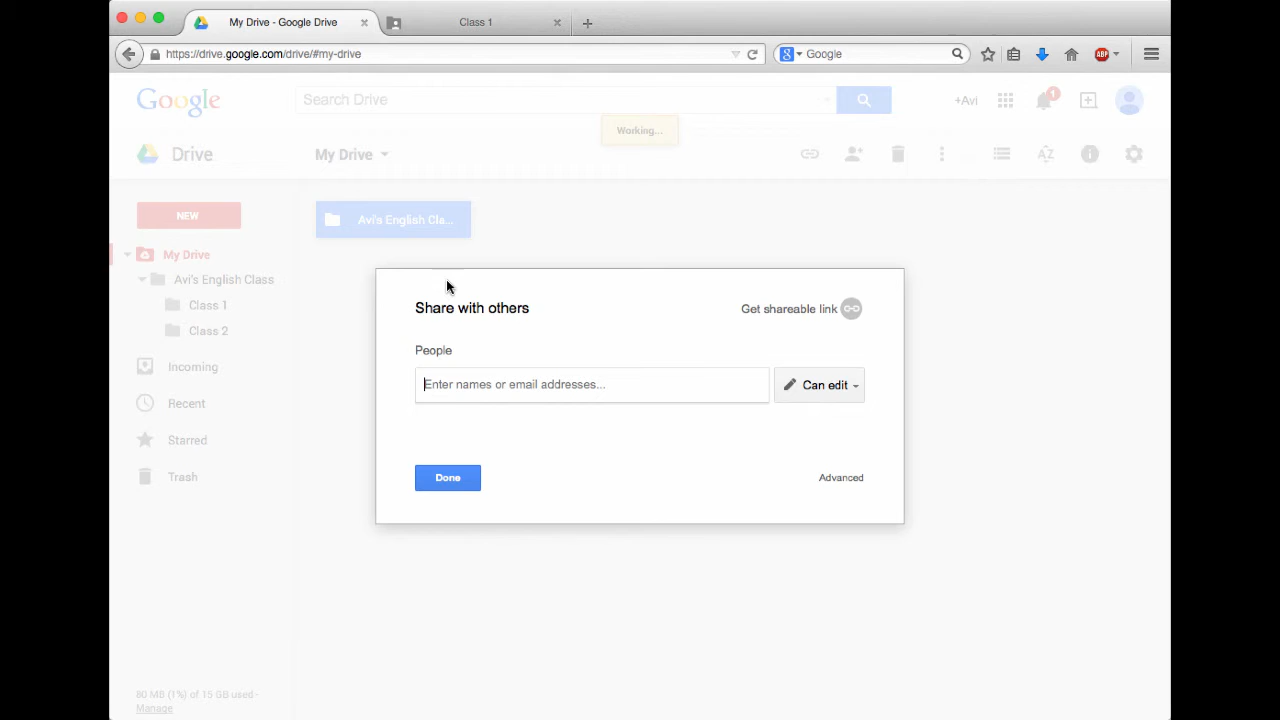 My Drive - Google Drive
Class 1
https://drive.google.com/drive/#my-drive
Google
ABP
Google
Search Drive
+Avi
1
Working...
Drive
My Drive
NEW
Avi's English Cla...
My Drive
Avi's English Class
Class 1
Class 2
Incoming
Recent
Starred
Trash
Share with others
Get shareable link
People
Enter names or email addresses...
Can edit
Done
Advanced
80 MB (1%) of 15 GB used -
Manage